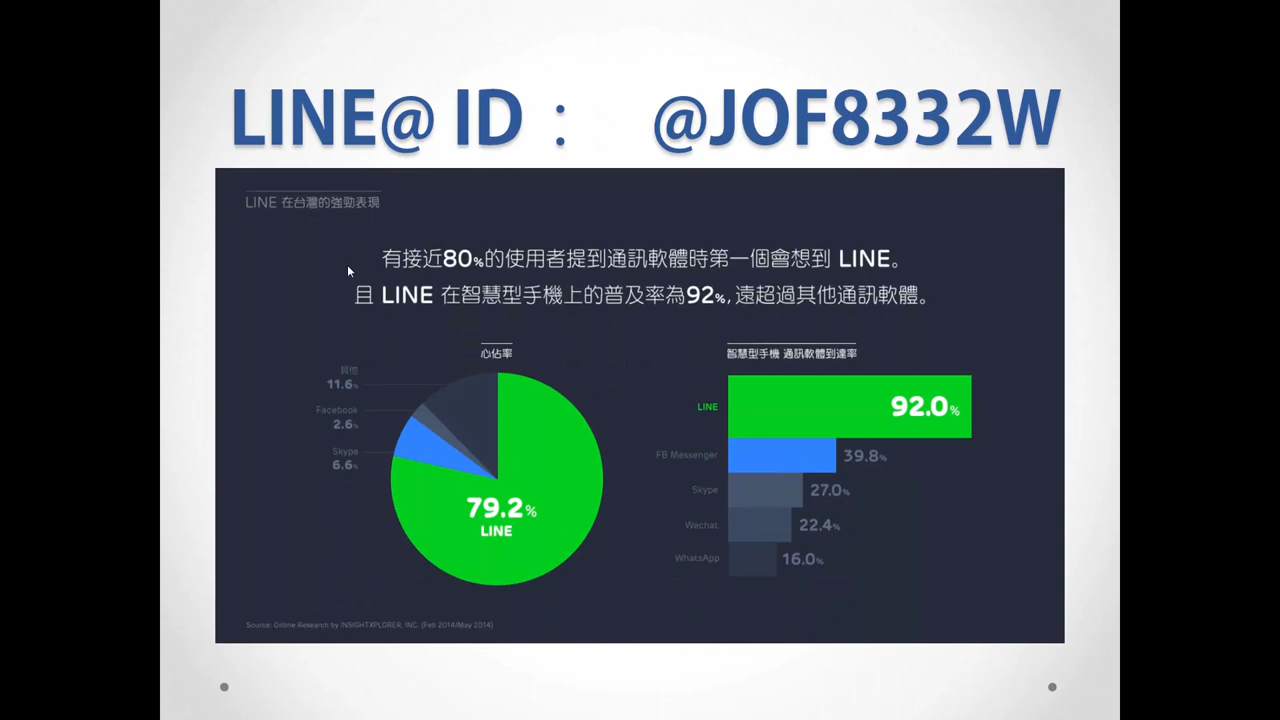 LINE@ ID： @JOF8332W
LINE 在台灣的強勁表現
有接近80%的使用者提到通訊軟體時第一個會想到 LINE。
且 LINE 在智慧型手機上的普及率為92%,遠超過其他通訊軟體。
心佔率
其他
11.6%
Facebook
2.6%
Skype
6.6%
79.2%
LINE
智慧型手機 通訊軟體到達率
LINE 92.0%
FB Messenger 39.8%
Skype 27.0%
Wechat 22.4%
WhatsApp 16.0%
Source: Online Research by INSIGHTXPLORER, INC. (Feb 2014/May 2014)